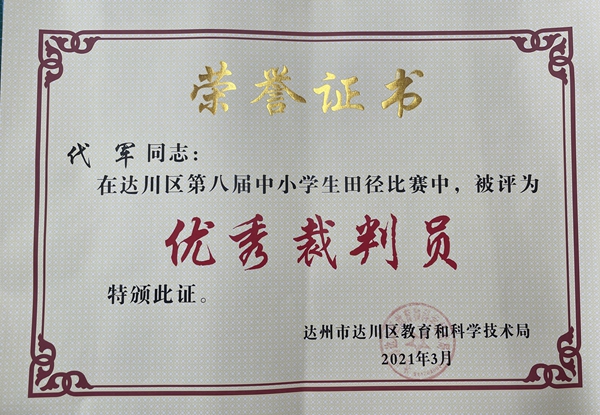 荣誉证书
代军同志：
在达川区第八届中小学生田径比赛中，被评为
优秀裁判员
特颁此证。
达州市达川区教育和科学技术局
2021年3月